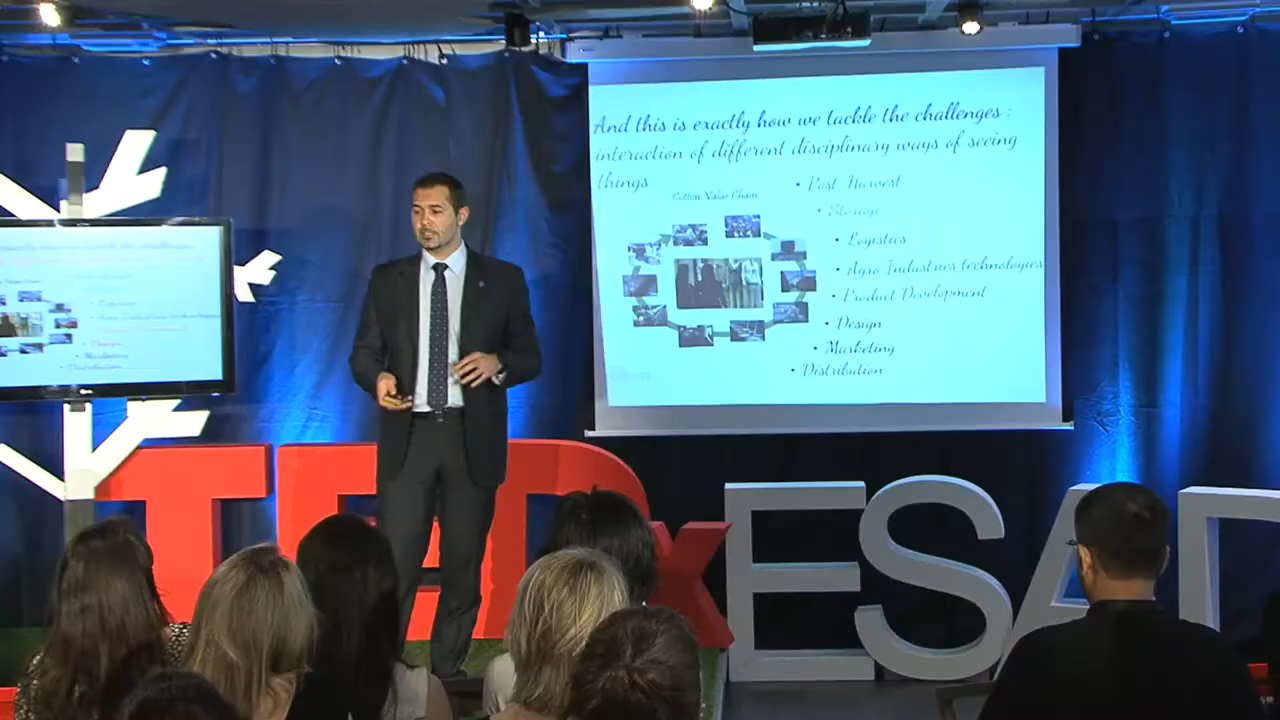 And this is exactly how we tackle the challenges :
interaction of different disciplinary ways of seeing
things
Cotton Value Chain
• Post Harvest
• Storage
• Logistics
• Agro Industries technologies
• Product Development
• Design
• Marketing
• Distribution
TEDx ESAD